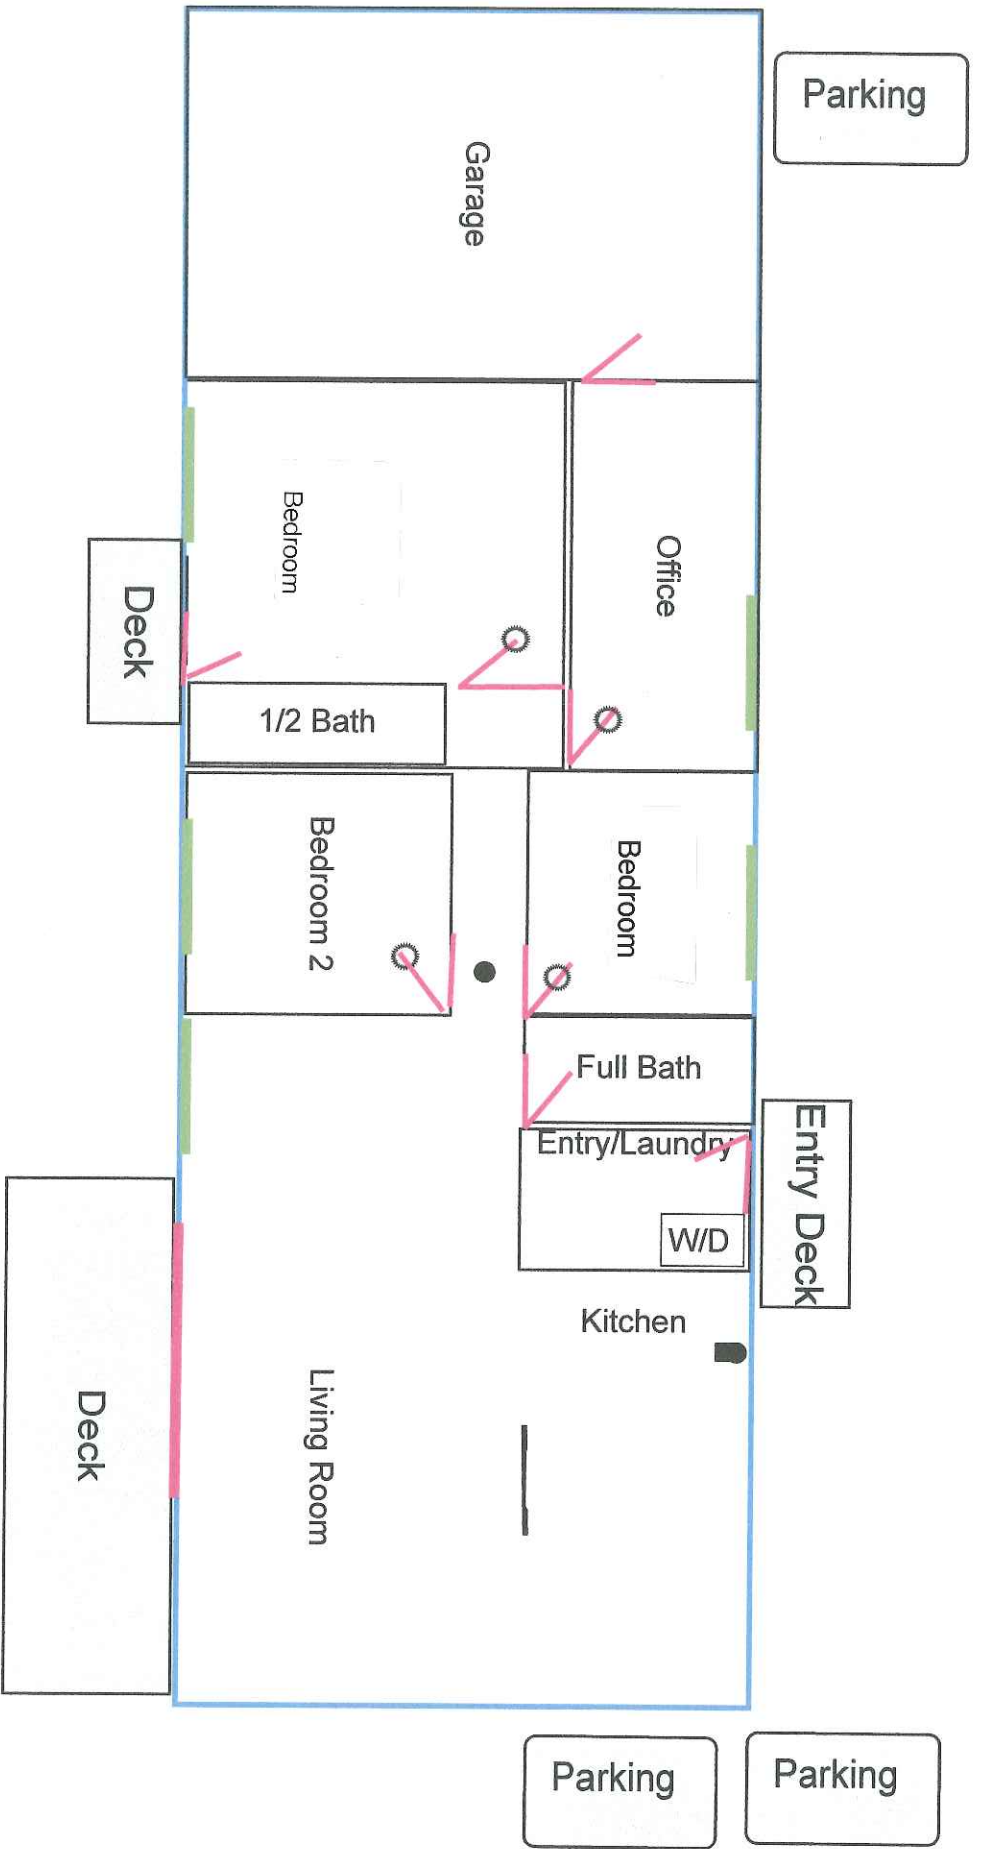 Parking
Garage
Bedroom
Office
Deck
1/2 Bath
Bedroom 2
Bedroom
Full Bath
Entry/Laundry
Entry Deck
W/D
Kitchen
Living Room
Deck
Parking
Parking